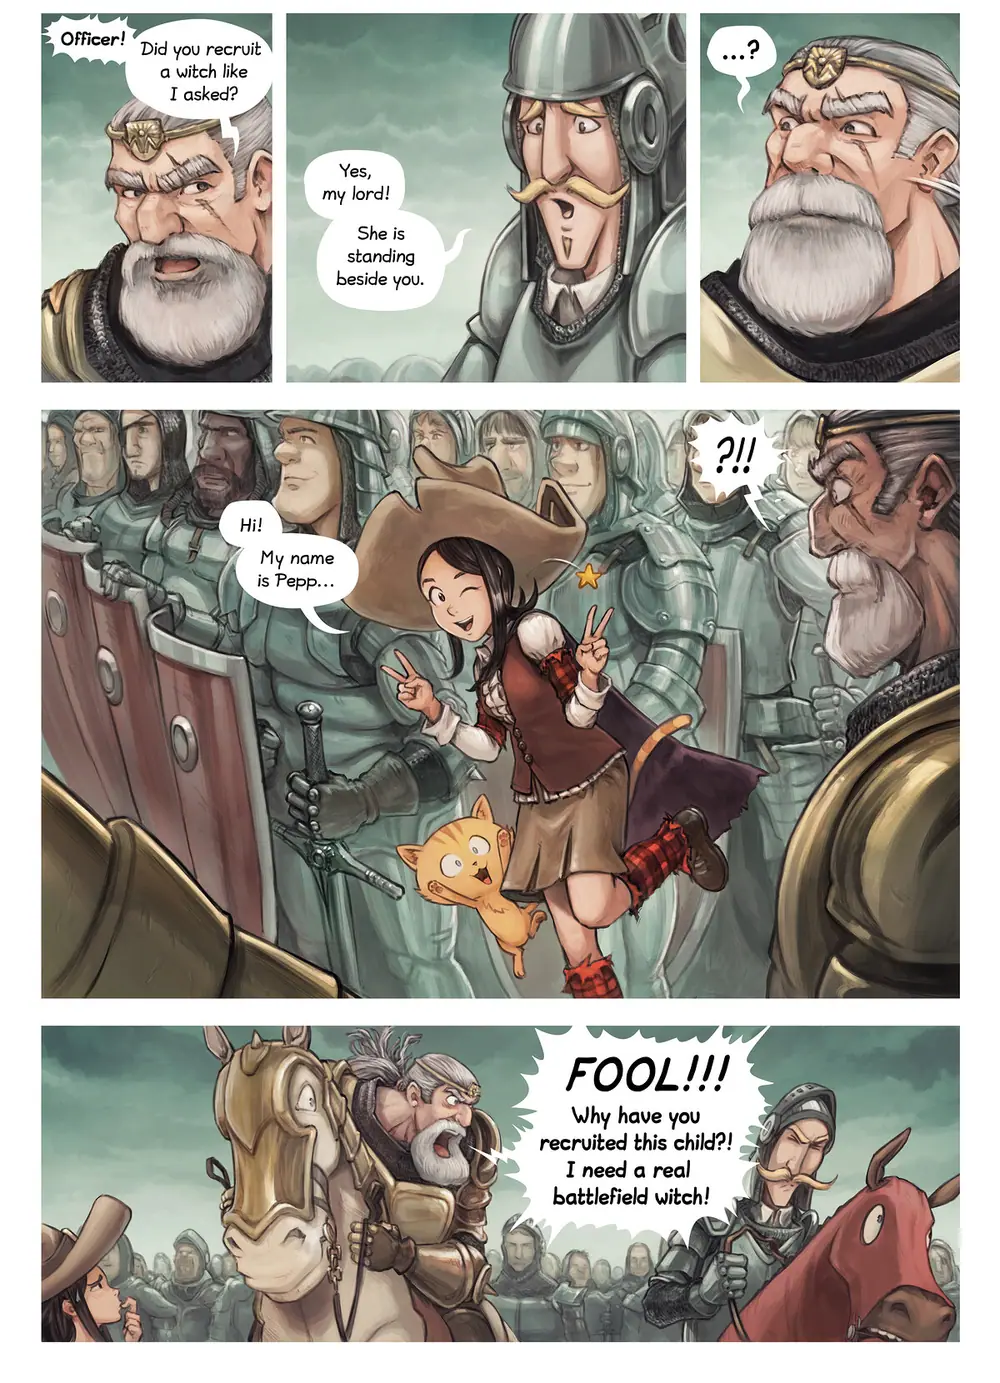 Officer!
Did you recruit
a witch like
I asked?
Yes,
my lord!
She is
standing
beside you.
...?
Hi!
My name
is Pepp...
?!!
FOOL!!!
Why have you
recruited this child?!
I need a real
battlefield witch!